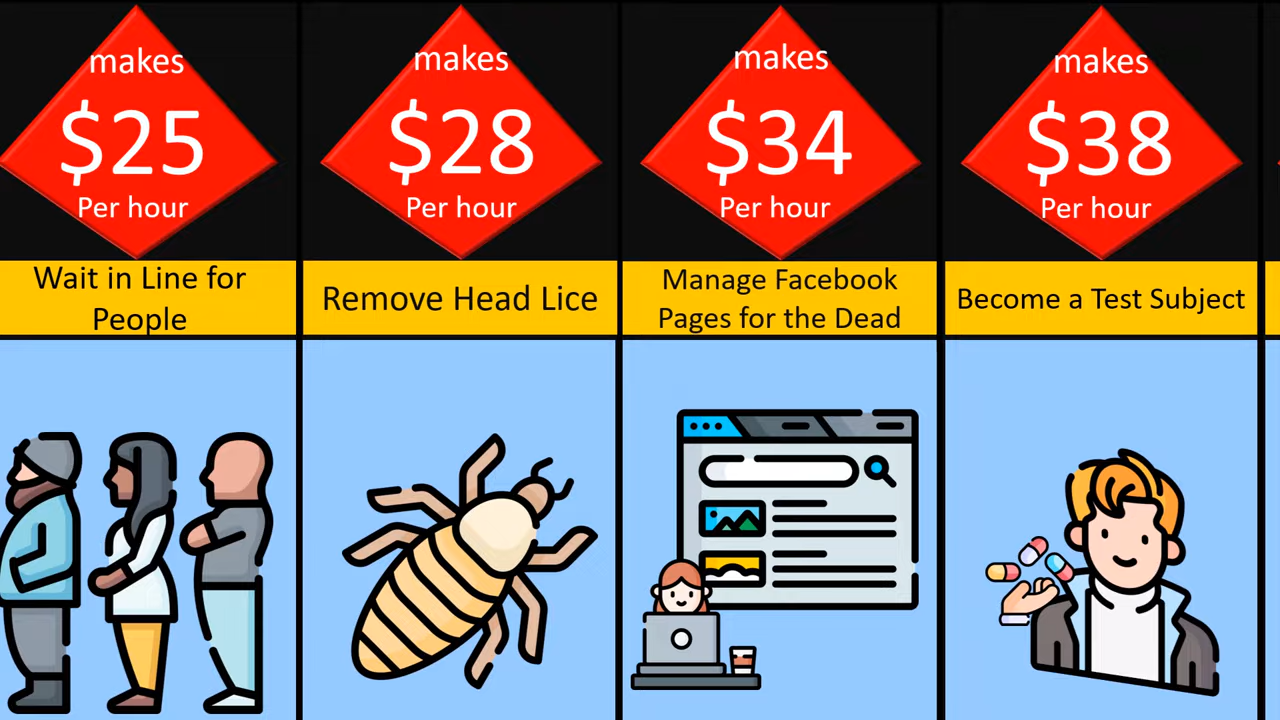 makes
$25
Per hour
Wait in Line for
People
makes
$28
Per hour
Remove Head Lice
makes
$34
Per hour
Manage Facebook
Pages for the Dead
makes
$38
Per hour
Become a Test Subject